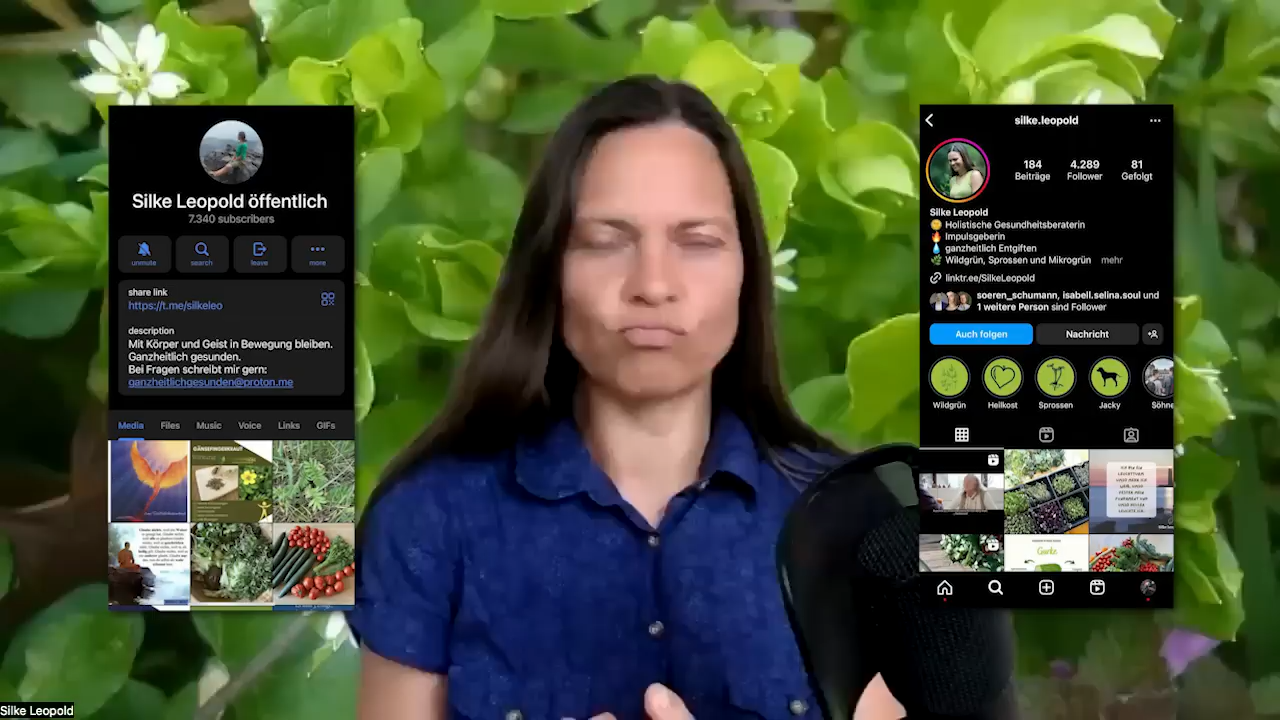 Silke Leopold öffentlich
7.340 subscribers
unmute
search
leave
more
share link
https://t.me/silkeleo
description
Mit Körper und Geist in Bewegung bleiben.
Ganzheitlich gesunden.
Bei Fragen schreibt mir gern:
ganzheitlichgesunden@proton.me
Media
Files
Music
Voice
Links
GIFs
GÄNSEFINGERKRAUT
silke.leopold
184
4.289
81
Beiträge
Follower
Gefolgt
Silke Leopold
Holistische Gesundheitsberaterin
Impulsgeberin
ganzheitlich Entgiften
Wildgrün, Sprossen und Mikrogrün mehr
linktr.ee/SilkeLeopold
soeren_schumann, isabell.selina.soul und
1 weitere Person sind Follower
Auch folgen
Nachricht
Wildgrün
Heilkost
Sprossen
Jacky
Söhne
Silke Leopold